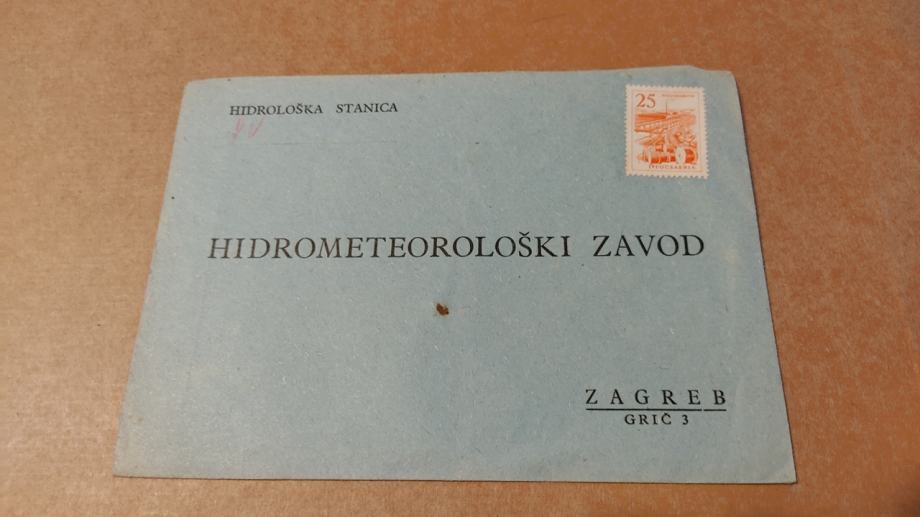 HIDROLOŠKA STANICA
25
JUGOSLAVIJA
HIDROMETEOROLOŠKI ZAVOD
ZAGREB
GRIČ 3